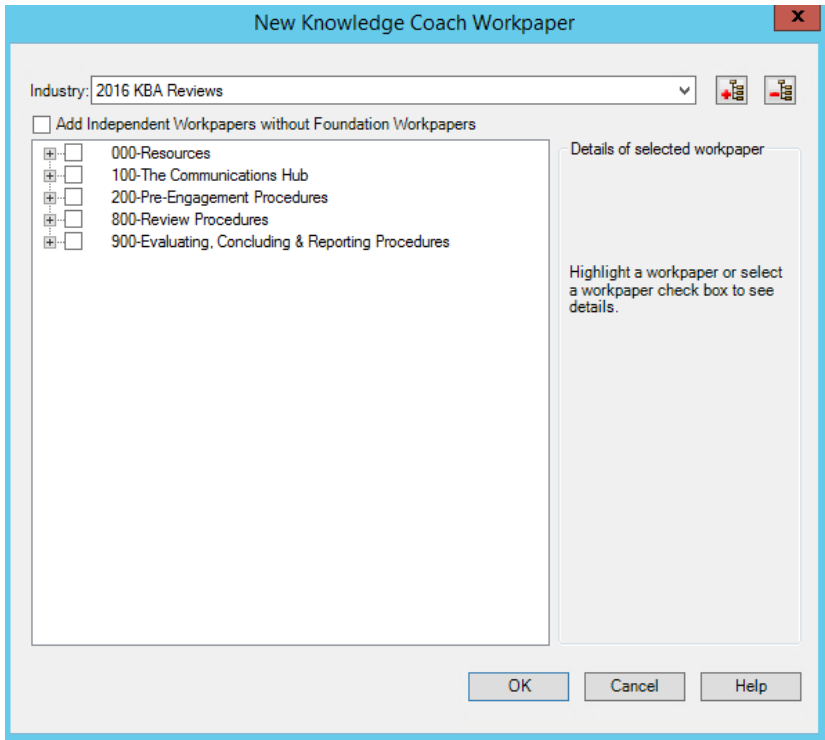 New Knowledge Coach Workpaper
x
Industry: 2016 KBA Reviews
Add Independent Workpapers without Foundation Workpapers
000-Resources
100-The Communications Hub
200-Pre-Engagement Procedures
800-Review Procedures
900-Evaluating, Concluding & Reporting Procedures
Details of selected workpaper
Highlight a workpaper or select
a workpaper check box to see
details.
OK Cancel Help